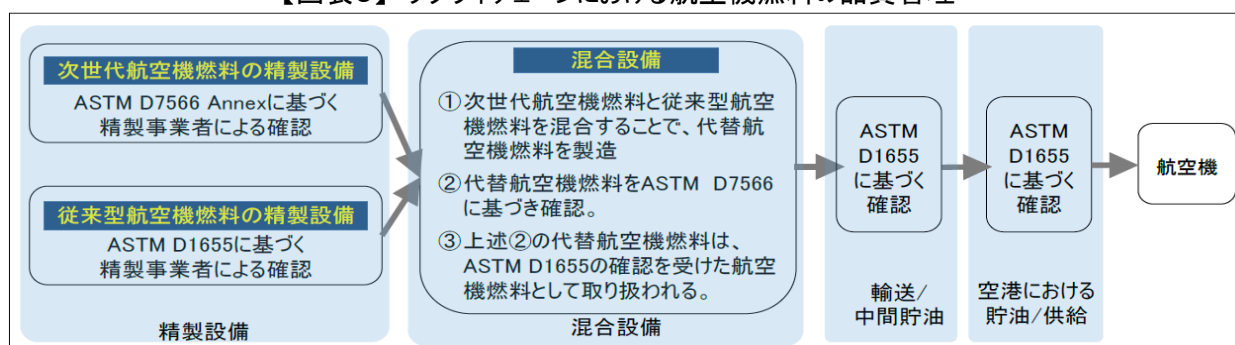 次世代航空機燃料の精製設備
ASTM D7566 Annexに基づく
精製事業者による確認
従来型航空機燃料の精製設備
ASTM D1655に基づく
精製事業者による確認
精製設備
混合設備
①次世代航空機燃料と従来型航空
機燃料を混合することで、代替航
空機燃料を製造
②代替航空機燃料をASTM D7566
に基づき確認。
③上述②の代替航空機燃料は、
ASTM D1655の確認を受けた航空
機燃料として取り扱われる。
混合設備
ASTM
D1655
に基づく
確認
輸送/
中間貯油
ASTM
D1655
に基づく
確認
空港における
貯油/供給
航空機